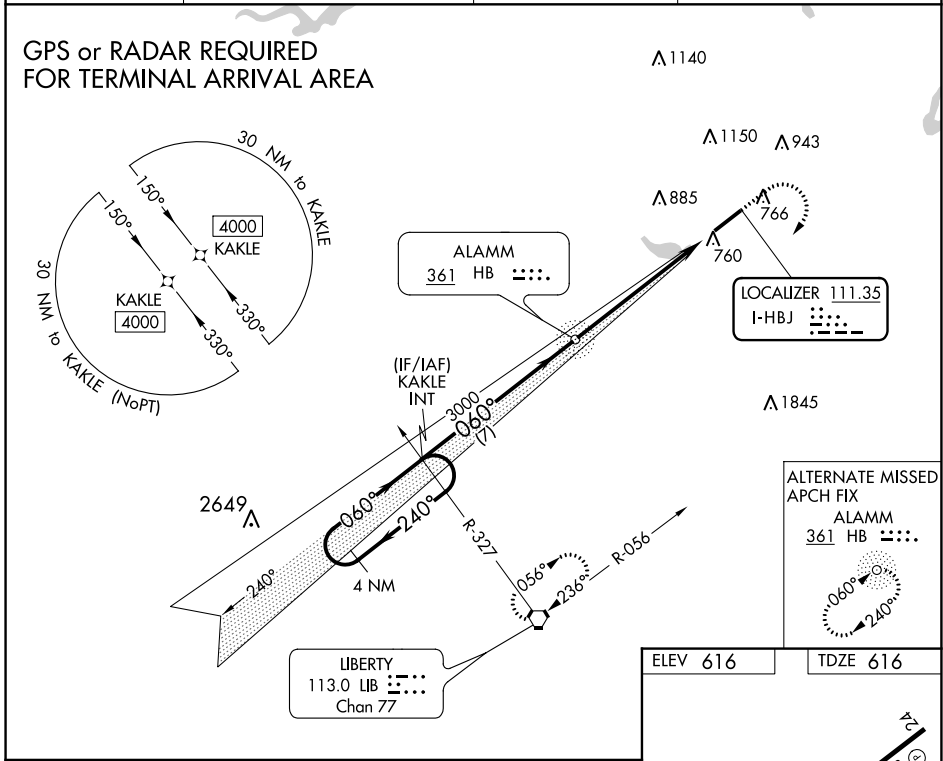 GPS or RADAR REQUIRED
FOR TERMINAL ARRIVAL AREA
1140
1150
943
885
766
760
30 NM to KAKLE
150°
4000
KAKLE
330°
150°
KAKLE
4000
330°
30 NM to KAKLE (NoPT)
ALAMM
361 HB
LOCALIZER 111.35
I-HBJ
(IF/IAF)
KAKLE
INT
3000
060°
(7)
1845
2649
060°
240°
240°
4 NM
R-327
R-056
056°
236°
LIBERTY
113.0 LIB
Chan 77
ALTERNATE MISSED
APCH FIX
ALAMM
361 HB
060°
240°
ELEV 616
TDZE 616
24